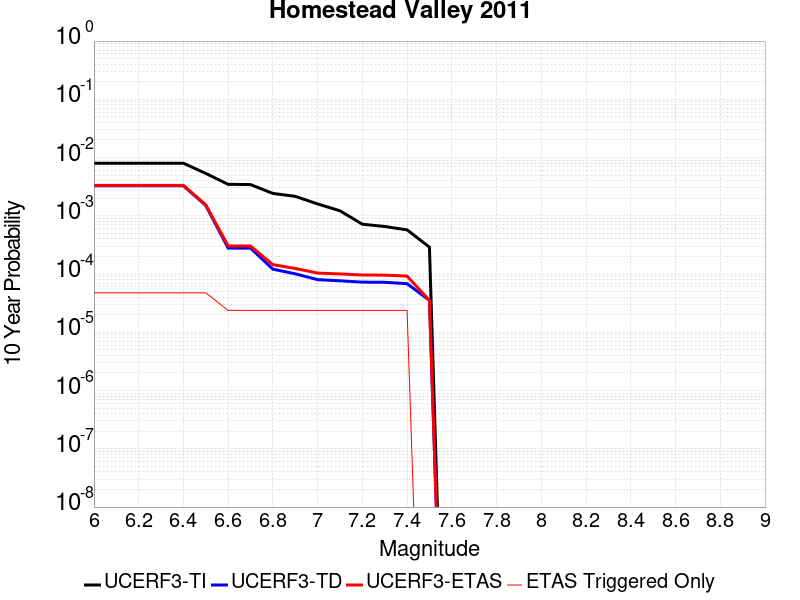 Homestead Valley 2011
10^0
10^-1
10^-2
10^-3
10^-4
10^-5
10^-6
10^-7
10^-8
10 Year Probability
6 6.2 6.4 6.6 6.8 7 7.2 7.4 7.6 7.8 8 8.2 8.4 8.6 8.8 9
Magnitude
UCERF3-TI UCERF3-TD UCERF3-ETAS ETAS Triggered Only